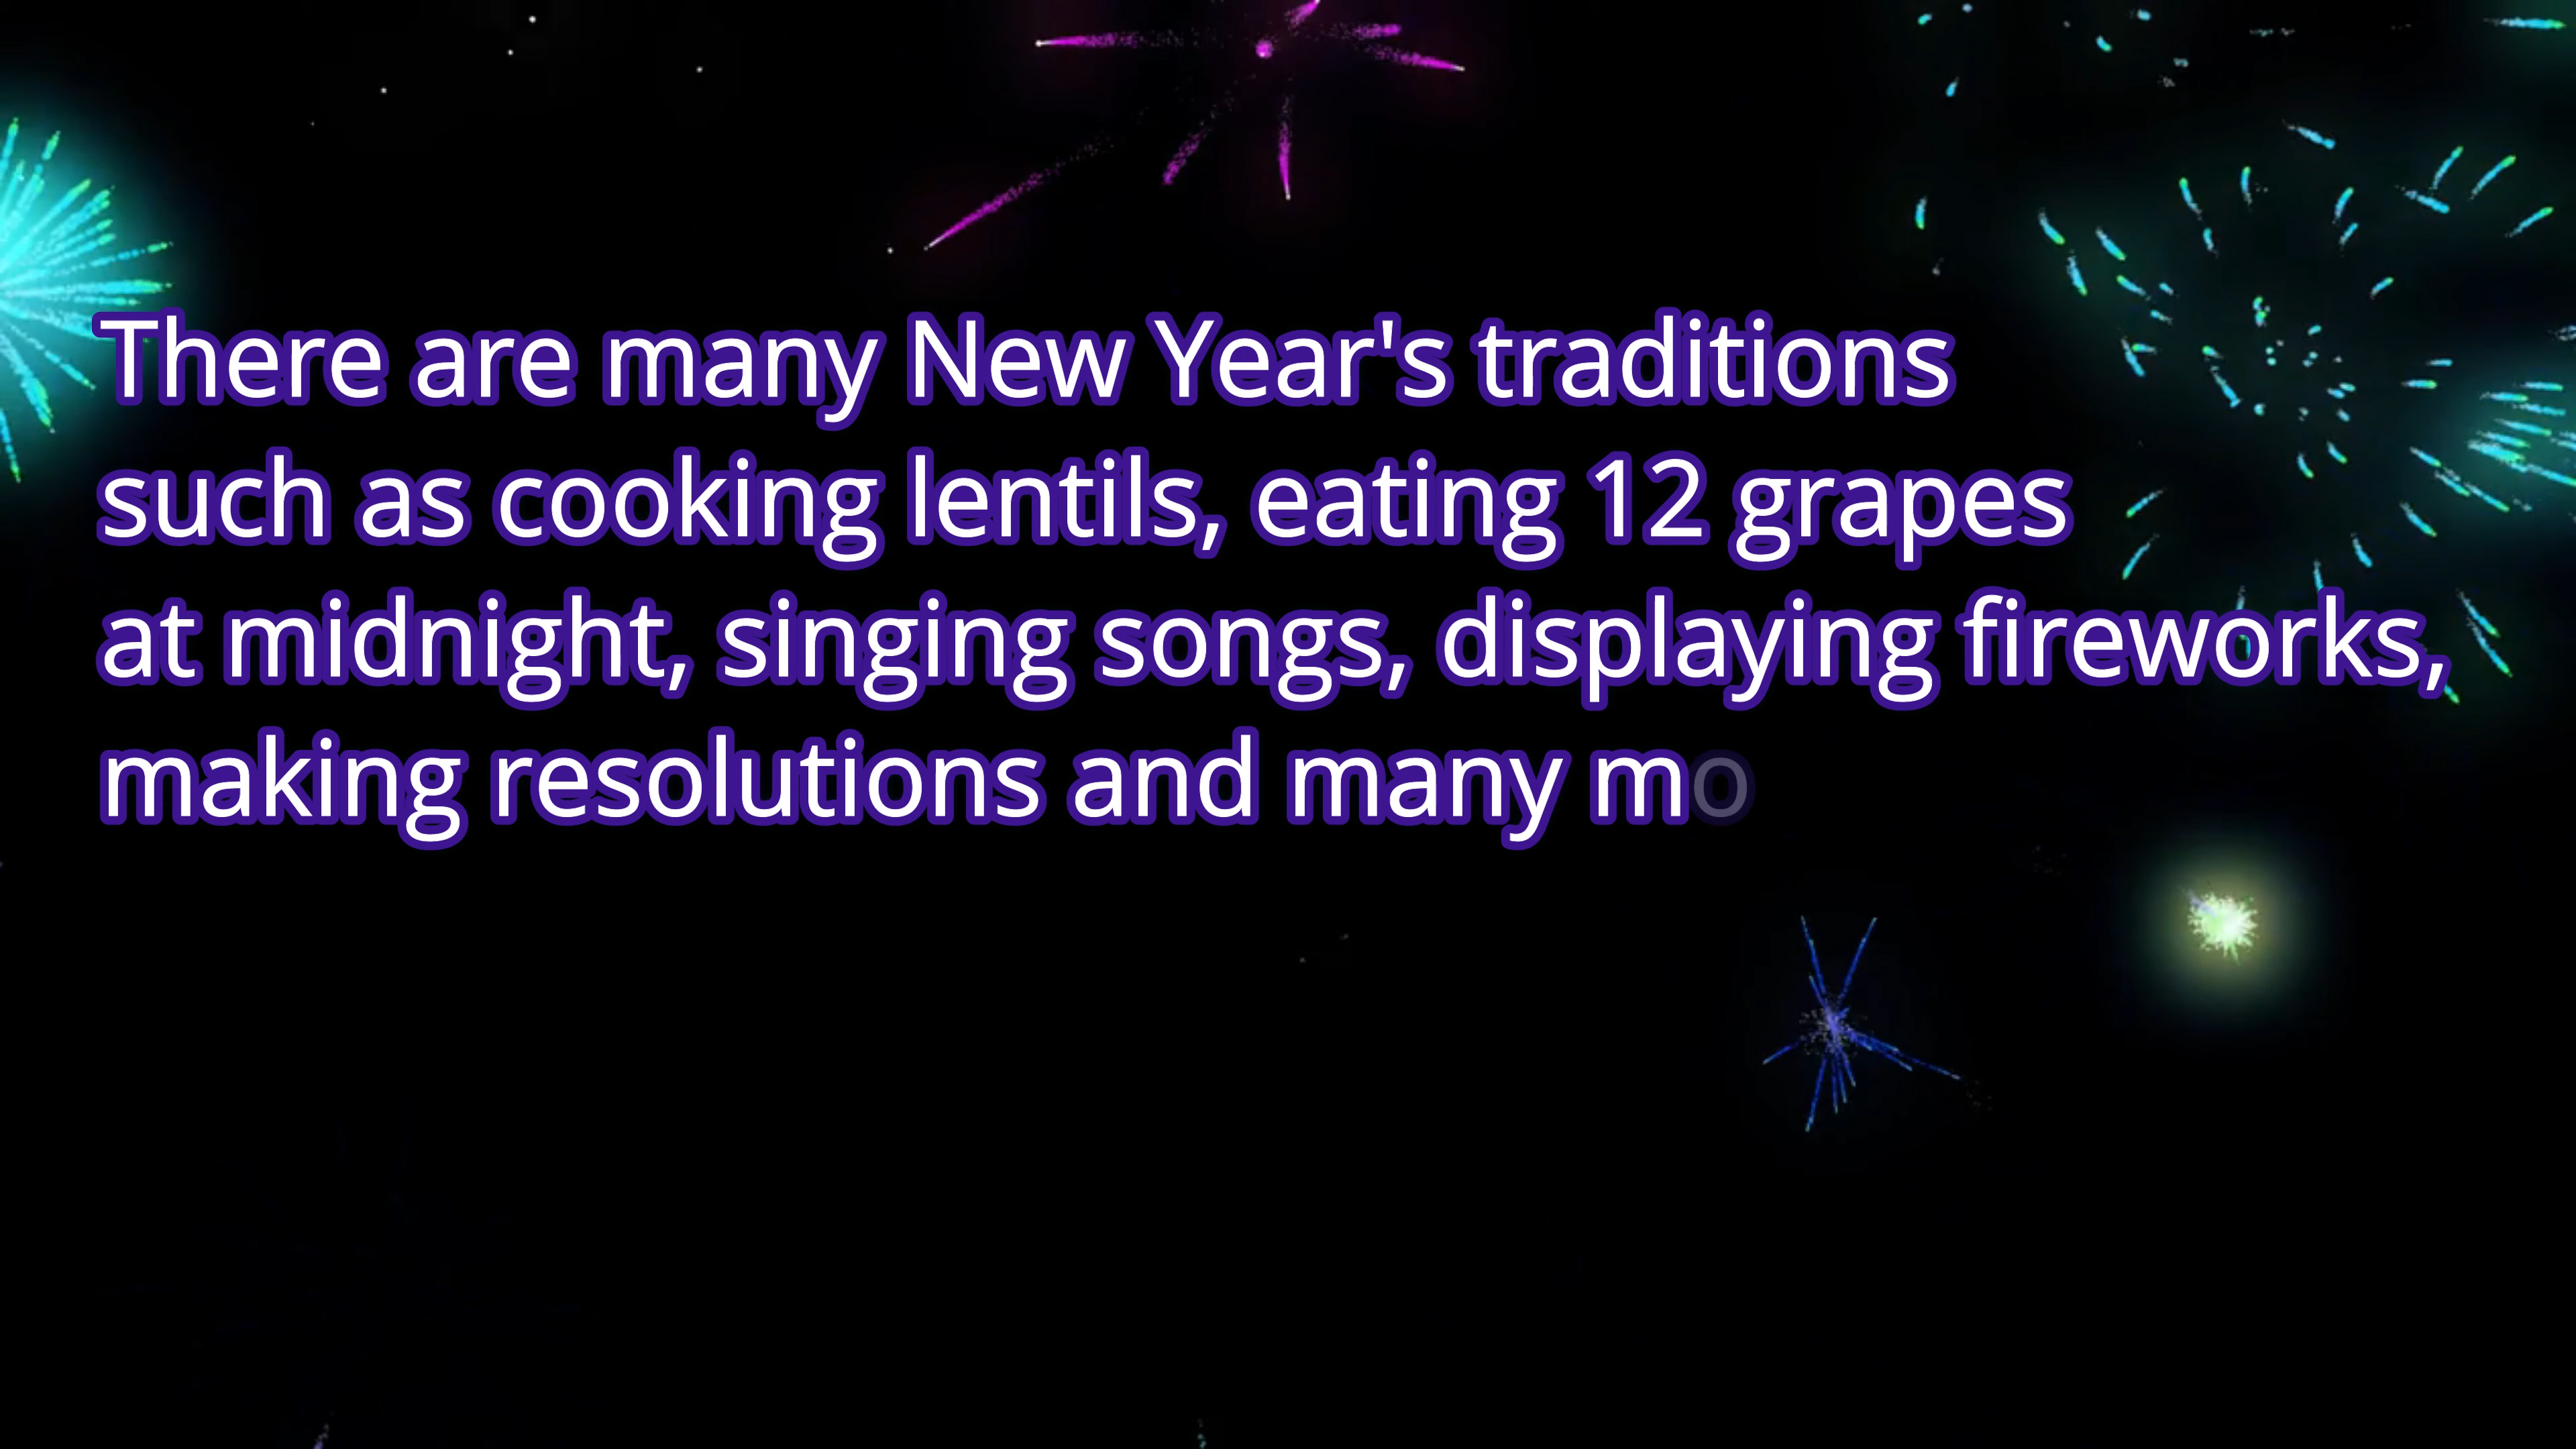 There are many New Year's traditions
such as cooking lentils, eating 12 grapes
at midnight, singing songs, displaying fireworks,
making resolutions and many mo